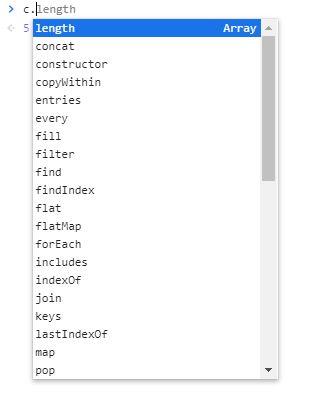 > c.length
5
length Array
concat
constructor
copyWithin
entries
every
fill
filter
find
findIndex
flat
flatMap
forEach
includes
indexOf
join
keys
lastIndexOf
map
pop